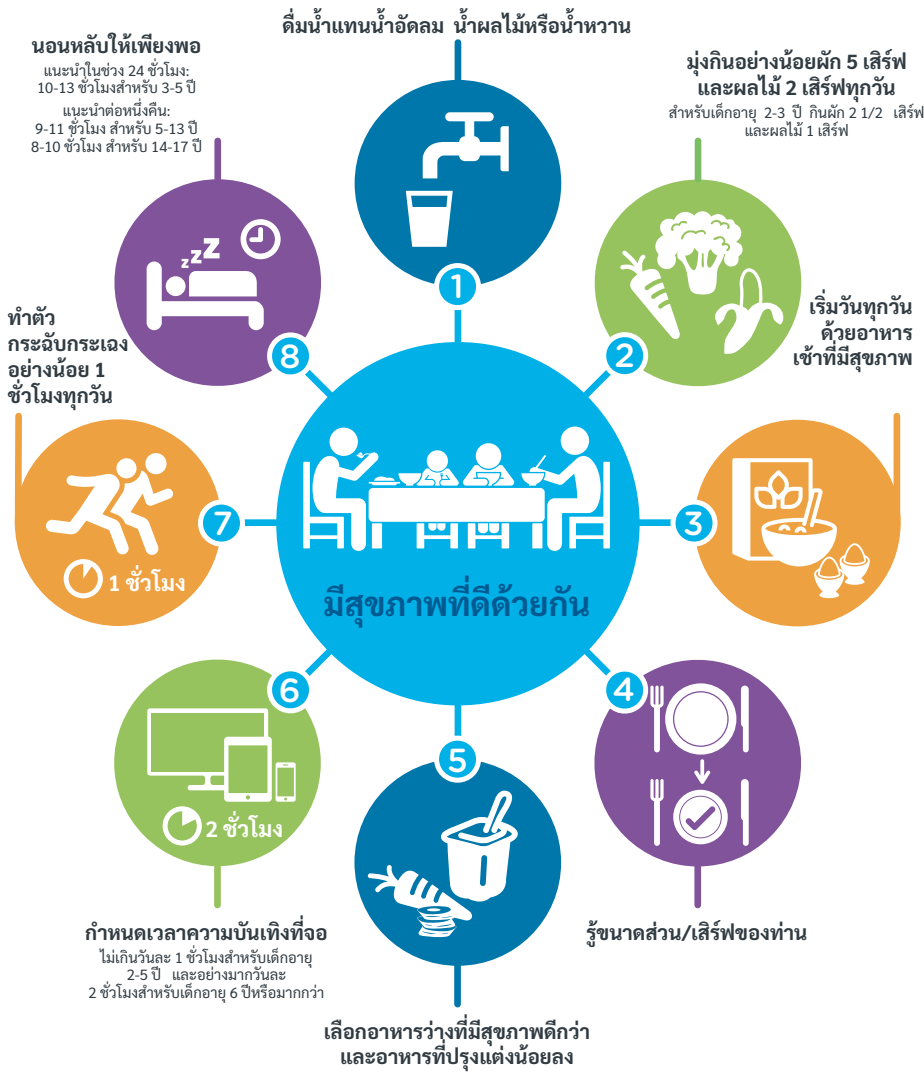 ดื่มน้ำแทนน้ำอัดลม น้ำผลไม้หรือน้ำหวาน
1
มุ่งกินอย่างน้อยผัก 5 เสิร์ฟ
และผลไม้ 2 เสิร์ฟทุกวัน
สำหรับเด็กอายุ 2-3 ปี กินผัก 2 1/2 เสิร์ฟ
และผลไม้ 1 เสิร์ฟ
2
เริ่มวันทุกวัน
ด้วยอาหาร
เช้าที่มีสุขภาพ
3
4
รู้ขนาดส่วน/เสิร์ฟของท่าน
5
เลือกอาหารว่างที่มีสุขภาพดีกว่า
และอาหารที่ปรุงแต่งน้อยลง
6
2 ชั่วโมง
กำหนดเวลาความบันเทิงที่จอ
ไม่เกินวันละ 1 ชั่วโมงสำหรับเด็กอายุ
2-5 ปี และอย่างมากวันละ
2 ชั่วโมงสำหรับเด็กอายุ 6 ปีหรือมากกว่า
ทำตัว
กระฉับกระเฉง
อย่างน้อย 1
ชั่วโมงทุกวัน
7
1 ชั่วโมง
นอนหลับให้เพียงพอ
แนะนำในช่วง 24 ชั่วโมง:
10-13 ชั่วโมงสำหรับ 3-5 ปี
แนะนำต่อหนึ่งคืน:
9-11 ชั่วโมง สำหรับ 5-13 ปี
8-10 ชั่วโมง สำหรับ 14-17 ปี
zzZ
8
มีสุขภาพที่ดีด้วยกัน